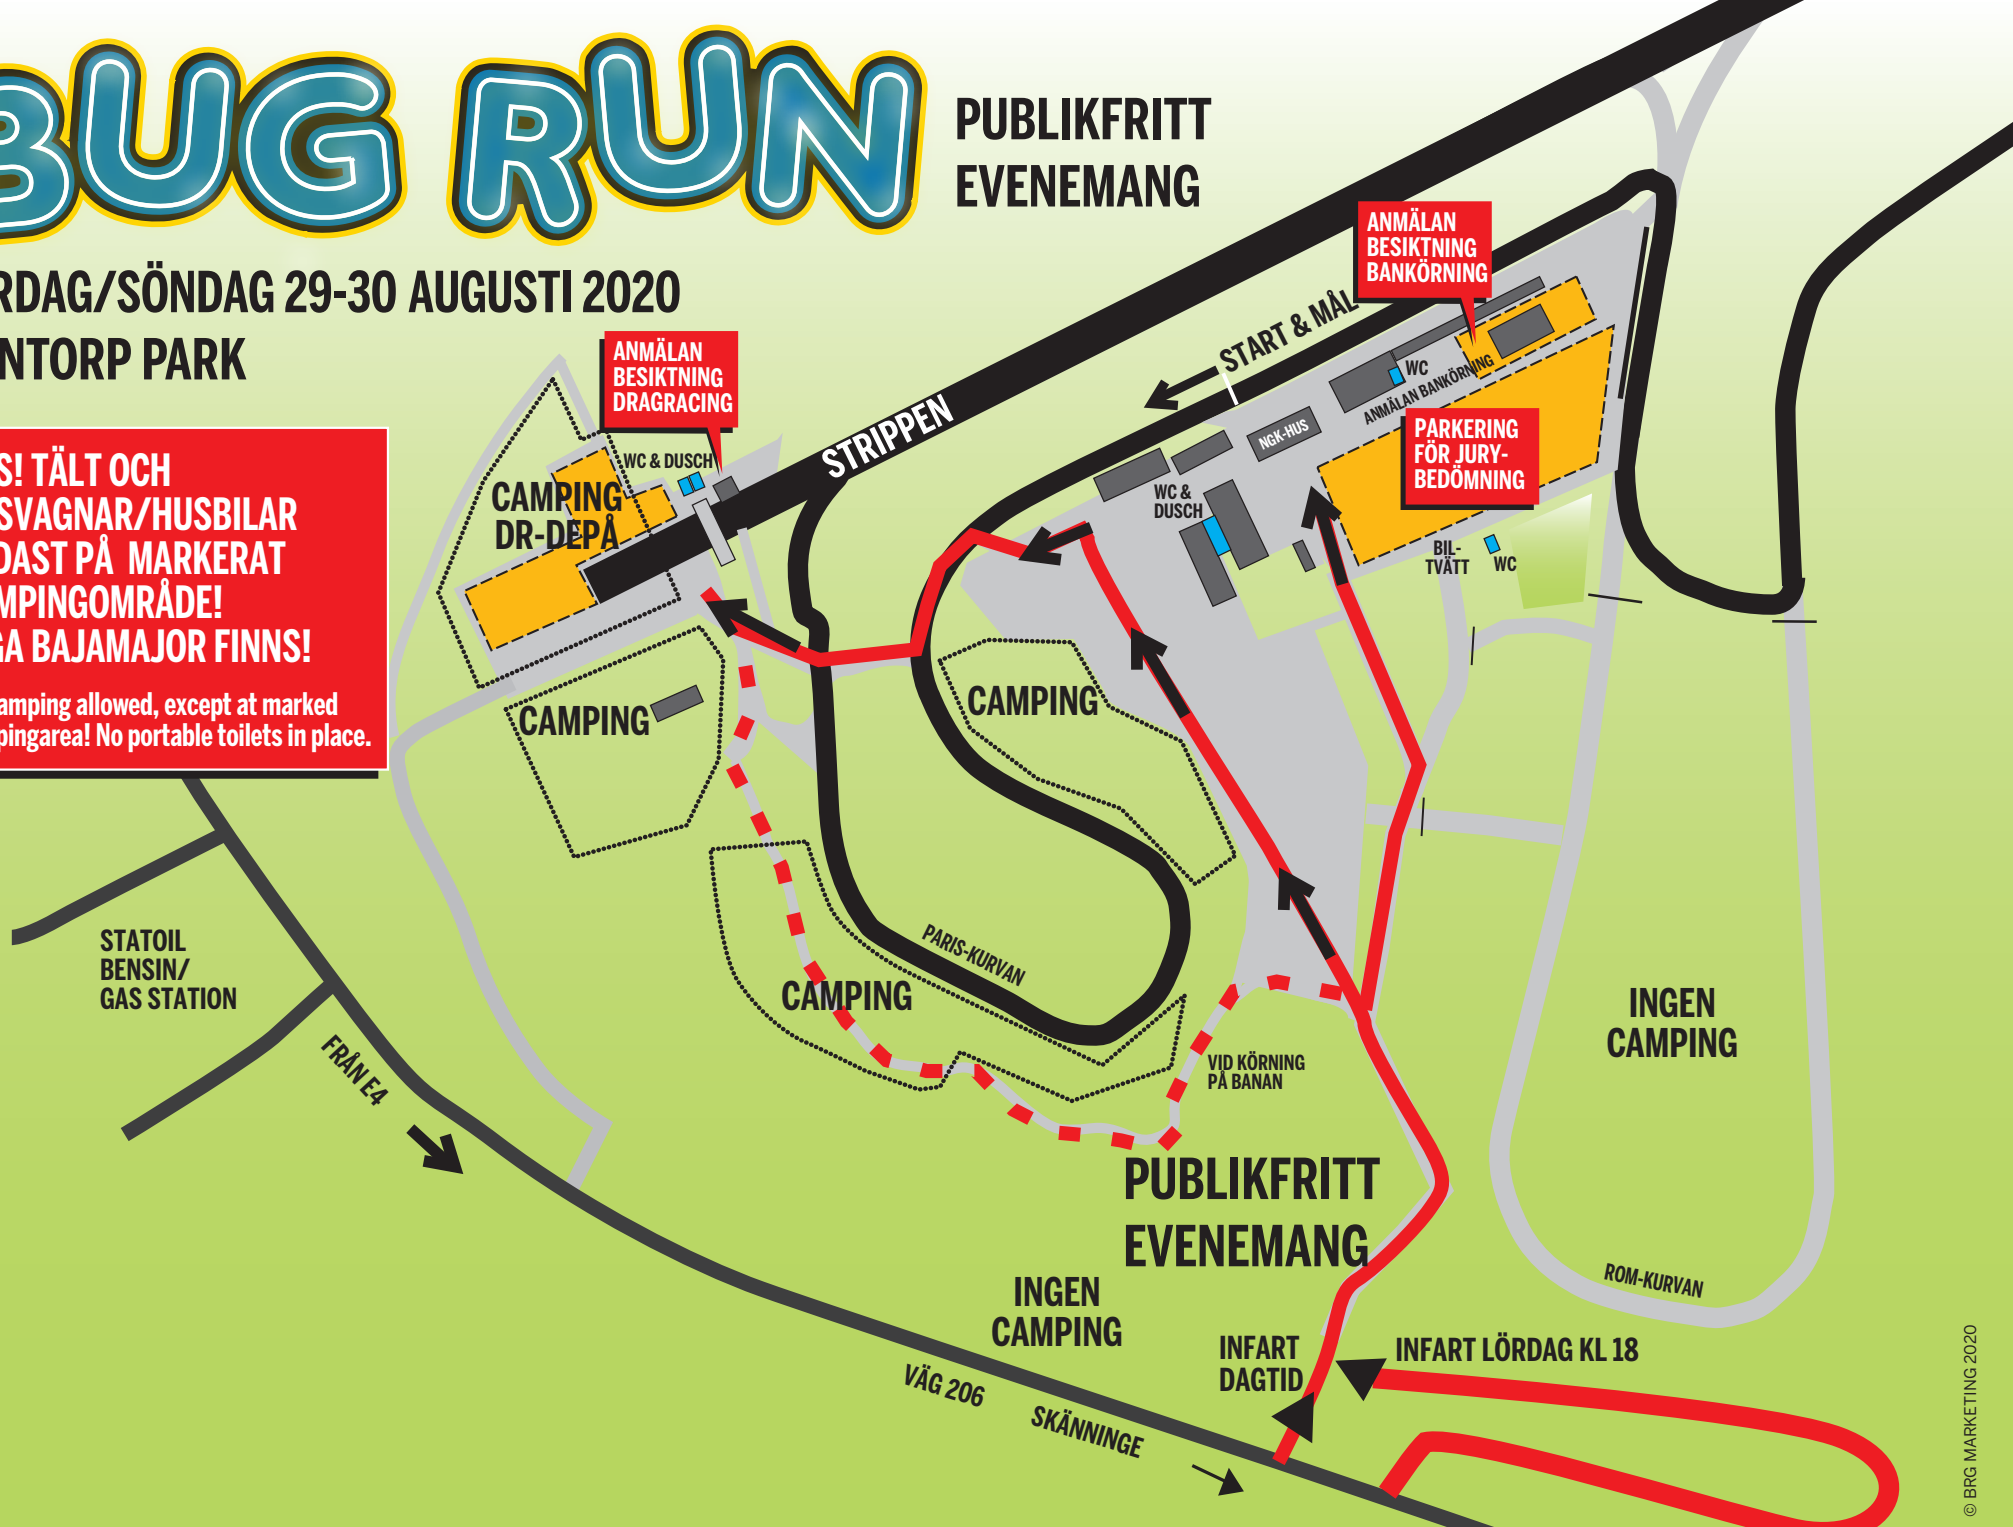 BUG RUN
PUBLIKFRITT
EVENEMANG
RDAG/SÖNDAG 29-30 AUGUSTI 2020
NTORP PARK
S! TÄLT OCH
SVAGNAR/HUSBILAR
DAST PÅ MARKERAT
MPINGOMRÅDE!
GA BAJAMAJOR FINNS!
amping allowed, except at marked
pingarea! No portable toilets in place.
ANMÄLAN
BESIKTNING
DRAGRACING
WC & DUSCH
CAMPING
DR-DEPÅ
STRIPPEN
START & MÅL
ANMÄLAN
BESIKTNING
BANKÖRNING
WC
ANMÄLAN BANKÖRNING
NGK-HUS
PARKERING
FÖR JURY-
BEDÖMNING
WC &
DUSCH
BIL-
TVÄTT
WC
CAMPING
CAMPING
CAMPING
PARIS-KURVAN
STATOIL
BENSIN/
GAS STATION
FRÅN E4
VID KÖRNING
PÅ BANAN
INGEN
CAMPING
PUBLIKFRITT
EVENEMANG
INGEN
CAMPING
ROM-KURVAN
INFART
DAGTID
INFART LÖRDAG KL 18
VÄG 206
SKÄNNINGE
© BRG MARKETING 2020